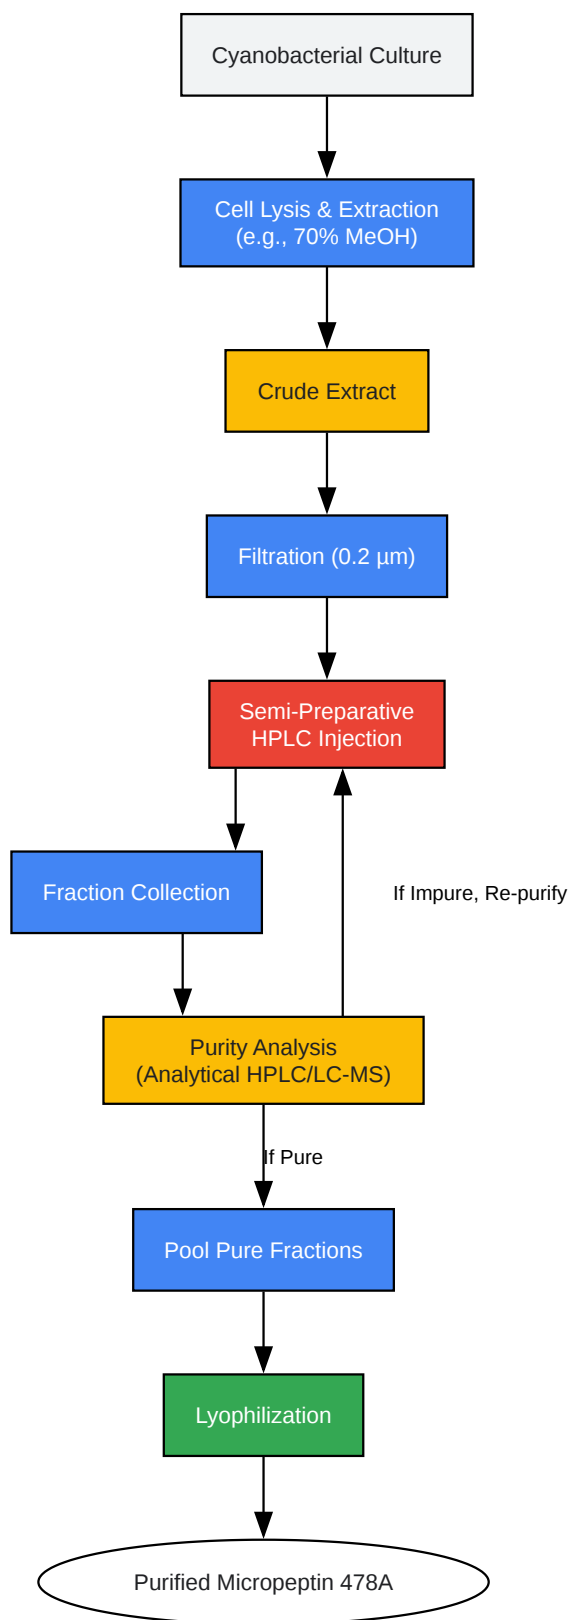 Cyanobacterial Culture
Cell Lysis & Extraction
(e.g., 70% MeOH)
Crude Extract
Filtration (0.2 µm)
Semi-Preparative
HPLC Injection
Fraction Collection
If Impure, Re-purify
Purity Analysis
(Analytical HPLC/LC-MS)
If Pure
Pool Pure Fractions
Lyophilization
Purified Micropeptin 478A